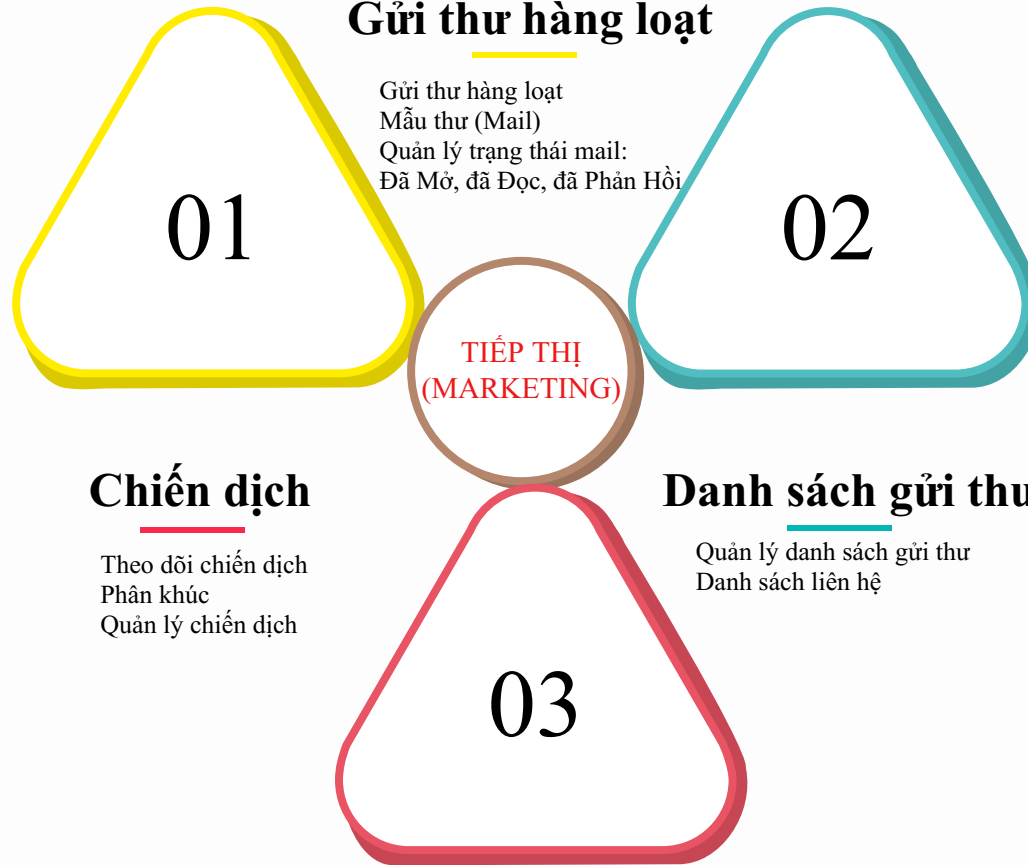 Gửi thư hàng loạt
Gửi thư hàng loạt
Mẫu thư (Mail)
Quản lý trạng thái mail:
Đã Mở, đã Đọc, đã Phản Hồi
01
02
TIẾP THỊ
(MARKETING)
Chiến dịch
Theo dõi chiến dịch
Phân khúc
Quản lý chiến dịch
Danh sách gửi thư
Quản lý danh sách gửi thư
Danh sách liên hệ
03